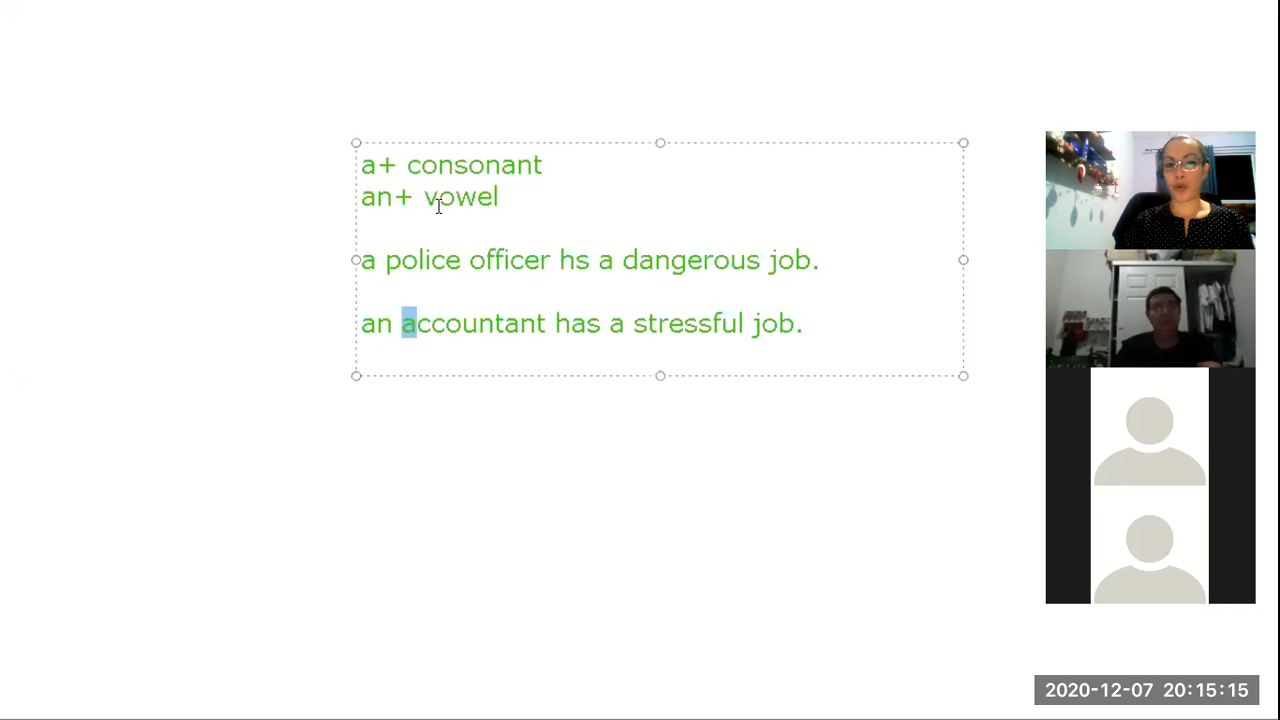 a+ consonant
an+ vowel
a police officer hs a dangerous job.
an accountant has a stressful job.
2020-12-07 20:15:15